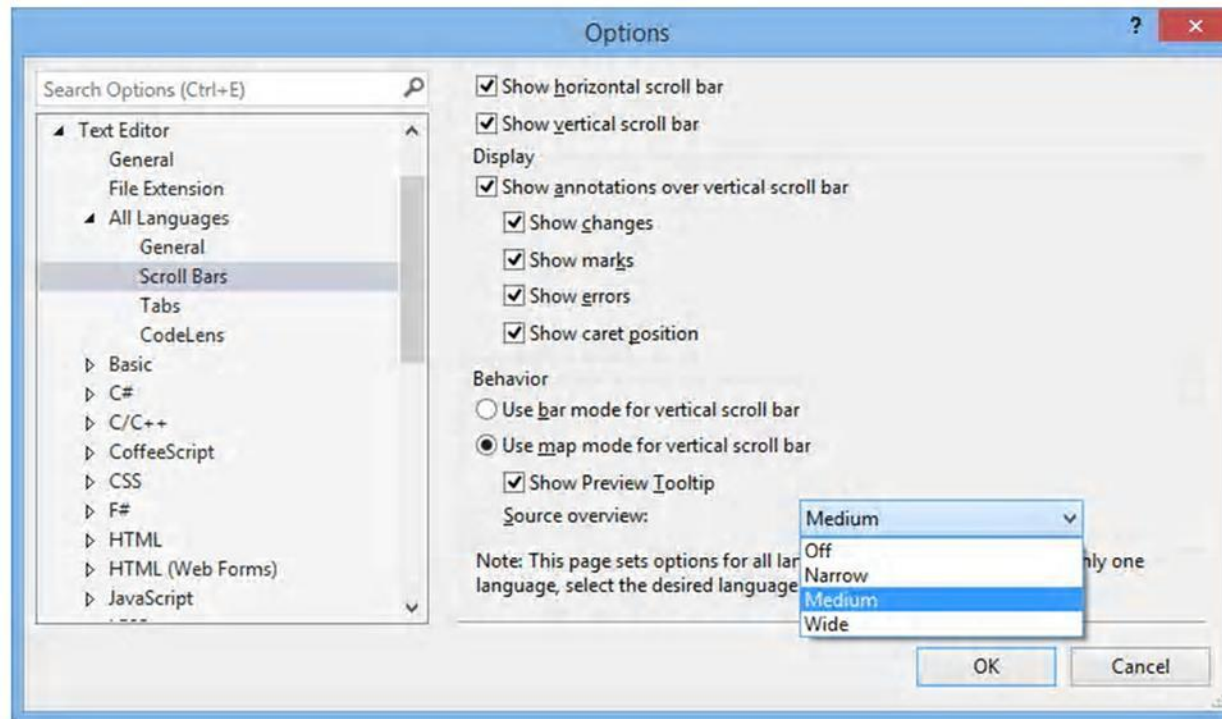 Options
?
Search Options (Ctrl+E)
Text Editor
General
File Extension
All Languages
General
Scroll Bars
Tabs
CodeLens
Basic
C#
C/C++
CoffeeScript
CSS
F#
HTML
HTML (Web Forms)
JavaScript
Show horizontal scroll bar
Show vertical scroll bar
Display
Show annotations over vertical scroll bar
Show changes
Show marks
Show errors
Show caret position
Behavior
Use bar mode for vertical scroll bar
Use map mode for vertical scroll bar
Show Preview Tooltip
Source overview: Medium
Off
Narrow
Medium
Wide
Note: This page sets options for all one
language, select the desired language
OK Cancel